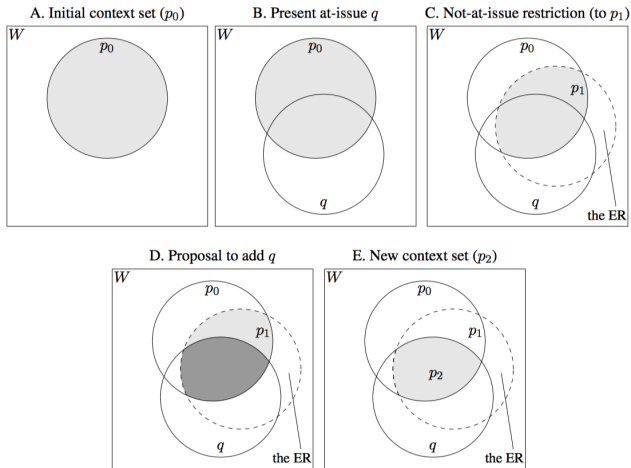 A. Initial context set (p₀)
W
p₀
B. Present at-issue q
W
p₀
q
C. Not-at-issue restriction (to p₁)
W
p₀
p₁
q
the ER
D. Proposal to add q
W
p₀
p₁
q
the ER
E. New context set (p₂)
W
p₀
p₁
p₂
q
the ER